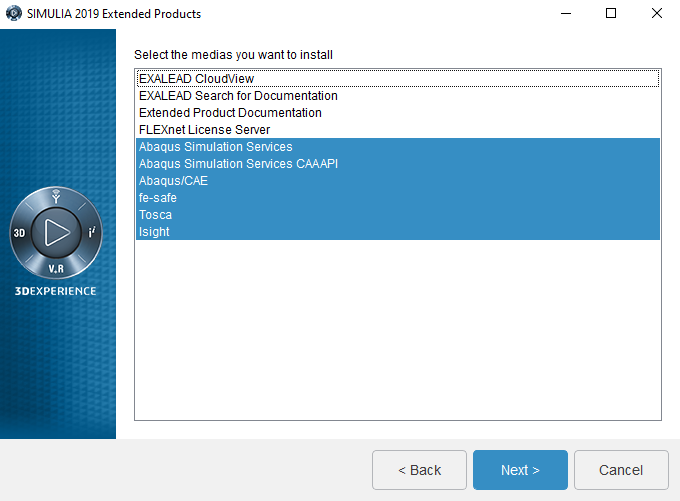 SIMULIA 2019 Extended Products
Select the medias you want to install
EXALEAD CloudView
EXALEAD Search for Documentation
Extended Product Documentation
FLEXnet License Server
Abaqus Simulation Services
Abaqus Simulation Services CAAAPI
Abaqus/CAE
fe-safe
Tosca
Isight
3D
i²
V.R
3DEXPERIENCE
< Back
Next >
Cancel